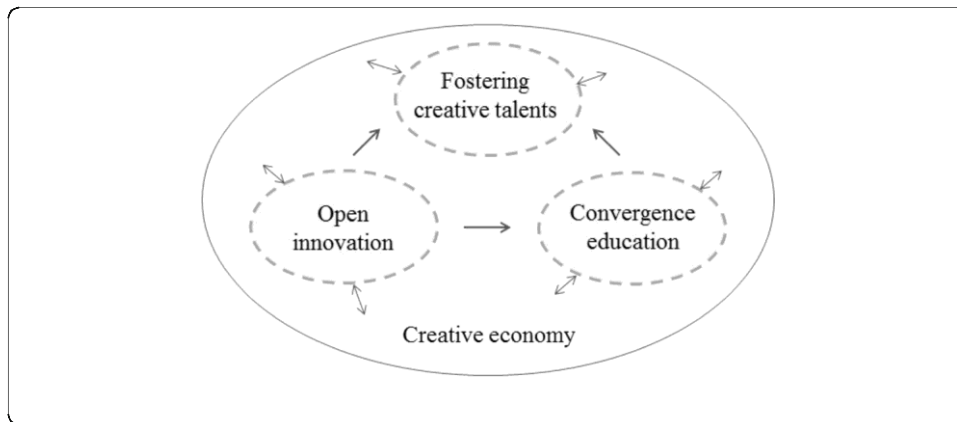 Fostering
creative talents
Open
innovation
Convergence
education
Creative economy